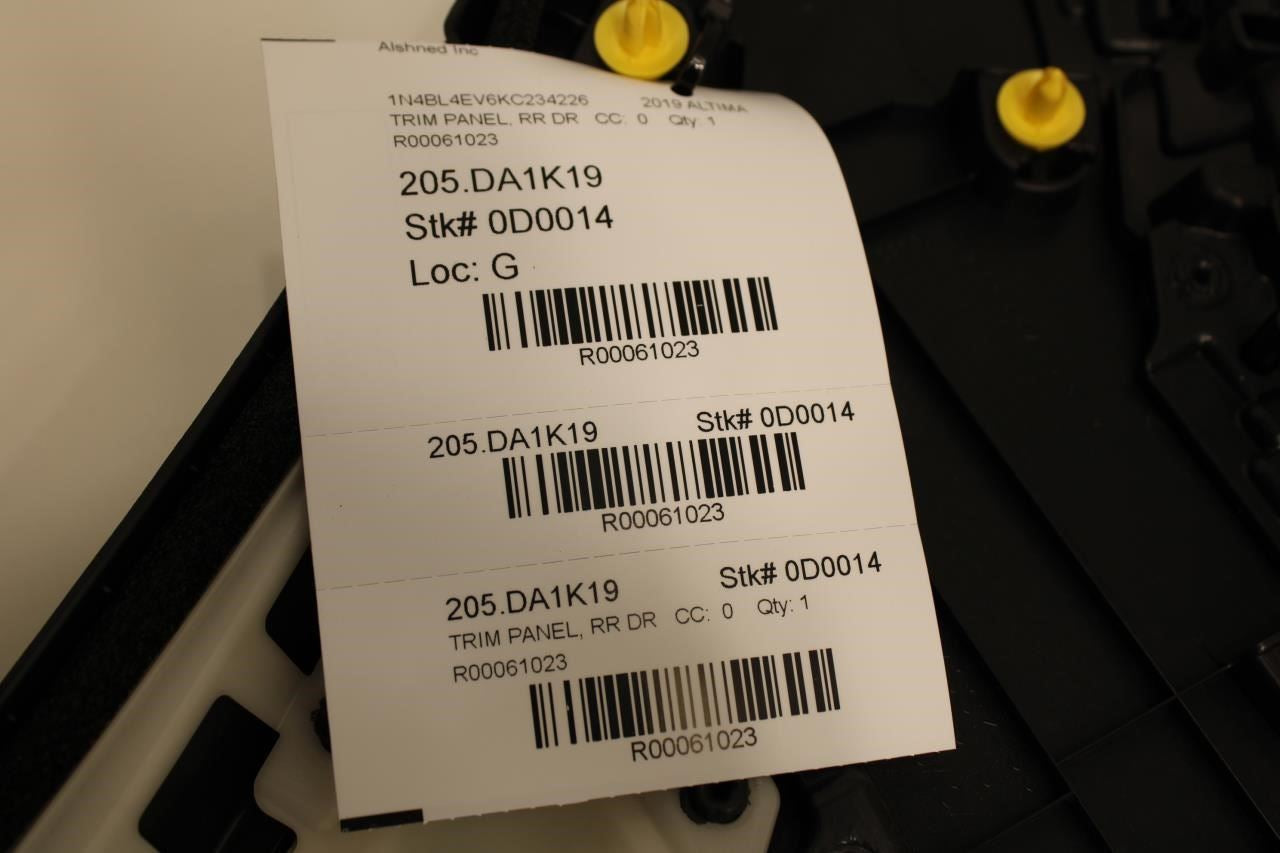 Alshned Inc
1N4BL4EV6KC234226 2019 ALTIMA
TRIM PANEL, RR DR CC: 0 Qty: 1
R00061023
205.DA1K19
Stk# 0D0014
Loc: G
R00061023
205.DA1K19 Stk# 0D0014
R00061023
205.DA1K19 Stk# 0D0014
TRIM PANEL, RR DR CC: 0 Qty: 1
R00061023
R00061023